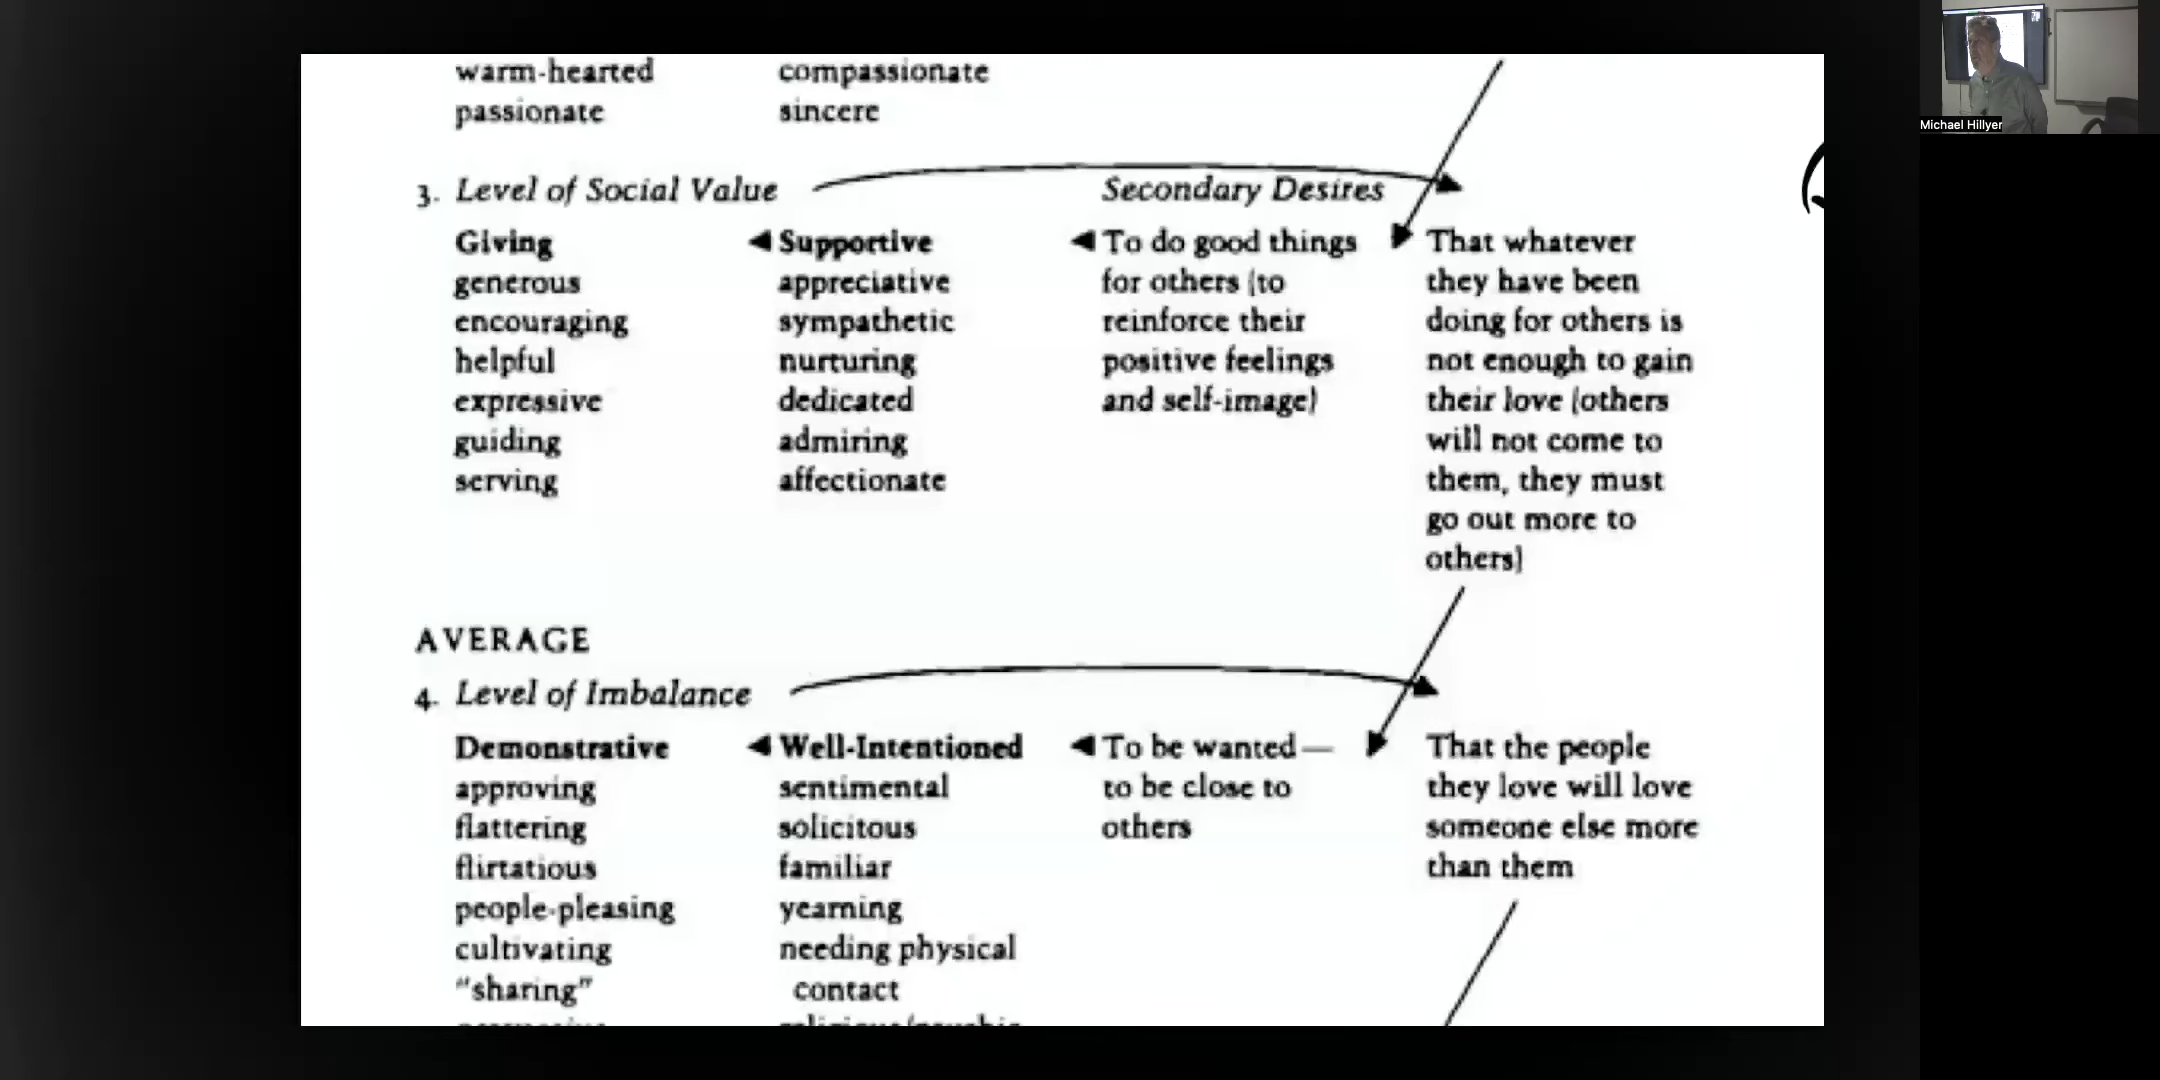 warm-hearted compassionate
passionate sincere
3. Level of Social Value Secondary Desires
Giving Supportive To do good things That whatever
generous appreciative for others (to they have been
encouraging sympathetic reinforce their doing for others is
helpful nurturing positive feelings not enough to gain
expressive dedicated and self-image) their love (others
guiding admiring will not come to
serving affectionate them, they must
go out more to
others)
AVERAGE
4. Level of Imbalance
Demonstrative Well-Intentioned To be wanted— That the people
approving sentimental to be close to they love will love
flattering solicitous others someone else more
flirtatious familiar than them
people-pleasing yearning
cultivating needing physical
"sharing" contact
Michael Hillyer